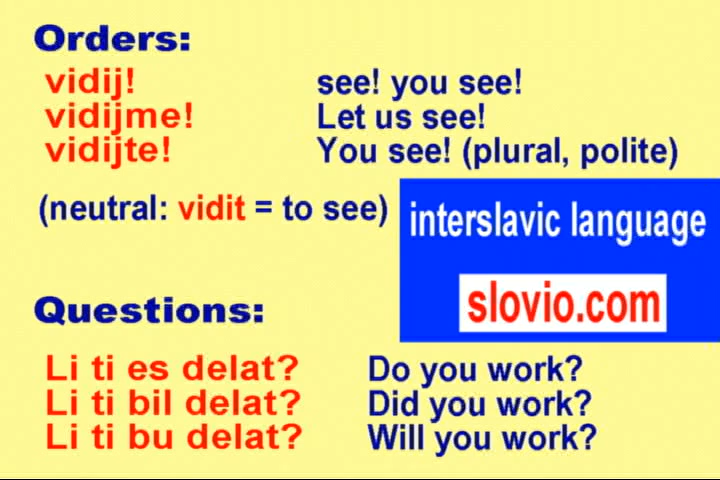 Orders:
vidij! see! you see!
vidijme! Let us see!
vidijte! You see! (plural, polite)
(neutral: vidit = to see)
interslavic language
slovio.com
Questions:
Li ti es delat? Do you work?
Li ti bil delat? Did you work?
Li ti bu delat? Will you work?